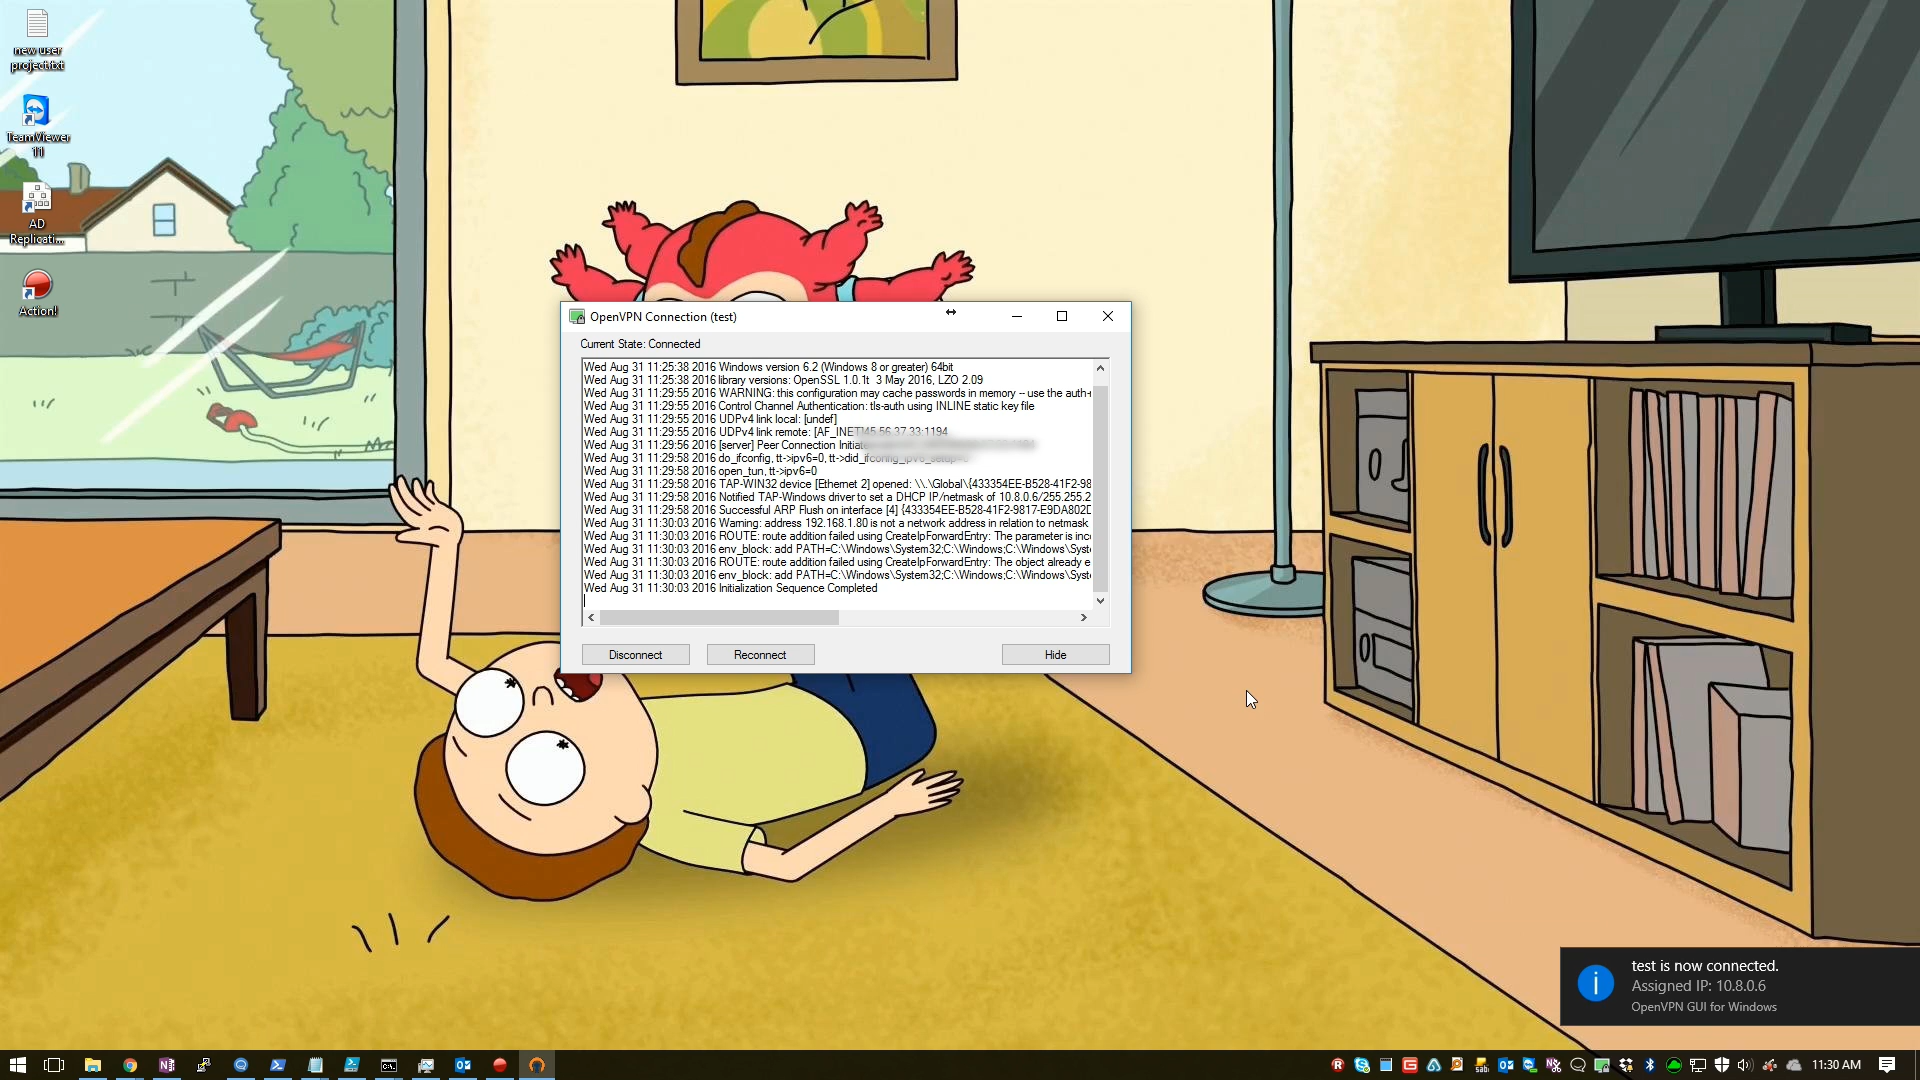 new user
project.txt
TeamViewer
11
AD
Replicati...
Action!
OpenVPN Connection (test)
Current State: Connected
Wed Aug 31 11:25:38 2016 Windows version 6.2 (Windows 8 or greater) 64bit
Wed Aug 31 11:25:38 2016 library versions: OpenSSL 1.0.1t 3 May 2016, LZO 2.09
Wed Aug 31 11:29:55 2016 WARNING: this configuration may cache passwords in memory -- use the auth-
Wed Aug 31 11:29:55 2016 Control Channel Authentication: tls-auth using INLINE static key file
Wed Aug 31 11:29:55 2016 UDPv4 link local: [undef]
Wed Aug 31 11:29:55 2016 UDPv4 link remote: [AF_INET]45.56.37.33:1194
Wed Aug 31 11:29:56 2016 [server] Peer Connection Initiate
Wed Aug 31 11:29:58 2016 do_ifconfig, tt->ipv6=0, tt->did_ifconfig_ipv6_setup=0
Wed Aug 31 11:29:58 2016 open_tun, tt->ipv6=0
Wed Aug 31 11:29:58 2016 TAP-WIN32 device [Ethernet 2] opened: \\.\Global\{433354EE-B528-41F2-98
Wed Aug 31 11:29:58 2016 Notified TAP-Windows driver to set a DHCP IP/netmask of 10.8.0.6/255.255.2
Wed Aug 31 11:29:58 2016 Successful ARP Flush on interface [4] {433354EE-B528-41F2-9817-E9DA802D
Wed Aug 31 11:30:03 2016 Warning: address 192.168.1.80 is not a network address in relation to netmask
Wed Aug 31 11:30:03 2016 ROUTE: route addition failed using CreateIpForwardEntry: The parameter is inc
Wed Aug 31 11:30:03 2016 env_block: add PATH=C:\Windows\System32;C:\Windows;C:\Windows\Syst
Wed Aug 31 11:30:03 2016 ROUTE: route addition failed using CreateIpForwardEntry: The object already e
Wed Aug 31 11:30:03 2016 env_block: add PATH=C:\Windows\System32;C:\Windows;C:\Windows\Syst
Wed Aug 31 11:30:03 2016 Initialization Sequence Completed
Disconnect
Reconnect
Hide
test is now connected.
Assigned IP: 10.8.0.6
OpenVPN GUI for Windows
11:30 AM